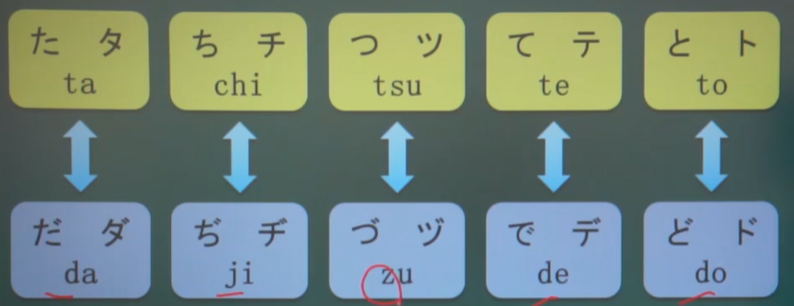 た タ ち チ つ ツ て テ と ト
ta chi tsu te to
だ ダ ぢ ヂ づ ヅ で デ ど ド
da ji zu de do